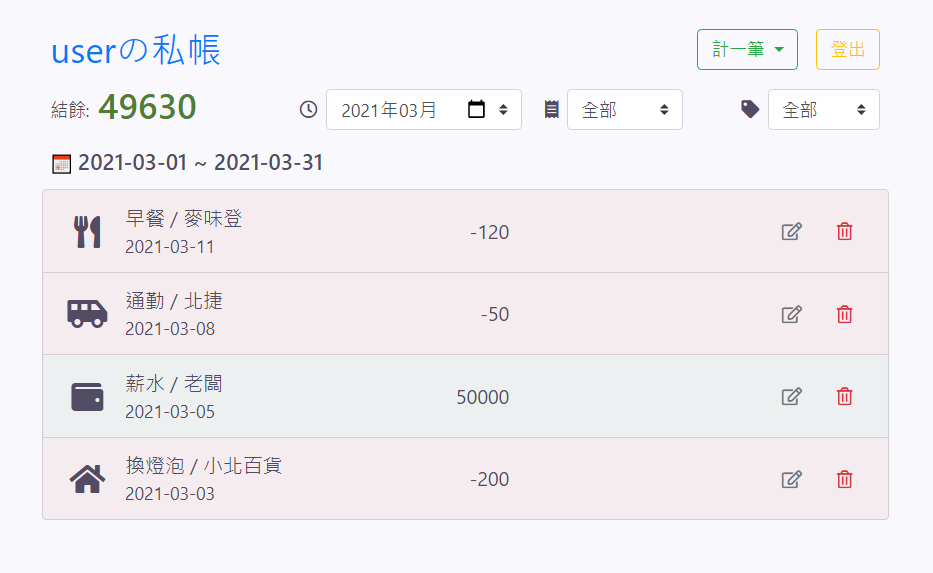 userの私帳
計一筆
登出
結餘: 49630
2021年03月
全部
全部
2021-03-01 ~ 2021-03-31
早餐 / 麥味登
2021-03-11
-120
通勤 / 北捷
2021-03-08
-50
薪水 / 老闆
2021-03-05
50000
換燈泡 / 小北百貨
2021-03-03
-200